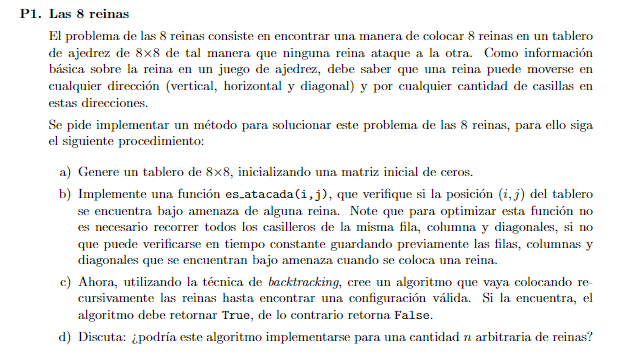 P1. Las 8 reinas
El problema de las 8 reinas consiste en encontrar una manera de colocar 8 reinas en un tablero
de ajedrez de 8×8 de tal manera que ninguna reina ataque a la otra. Como información
básica sobre la reina en un juego de ajedrez, debe saber que una reina puede moverse en
cualquier dirección (vertical, horizontal y diagonal) y por cualquier cantidad de casillas en
estas direcciones.
Se pide implementar un método para solucionar este problema de las 8 reinas, para ello siga
el siguiente procedimiento:
a) Genere un tablero de 8×8, inicializando una matriz inicial de ceros.
b) Implemente una función es_atacada(i,j), que verifique si la posición (i,j) del tablero
se encuentra bajo amenaza de alguna reina. Note que para optimizar esta función no
es necesario recorrer todos los casilleros de la misma fila, columna y diagonales, si no
que puede verificarse en tiempo constante guardando previamente las filas, columnas y
diagonales que se encuentran bajo amenaza cuando se coloca una reina.
c) Ahora, utilizando la técnica de backtracking, cree un algoritmo que vaya colocando re-
cursivamente las reinas hasta encontrar una configuración válida. Si la encuentra, el
algoritmo debe retornar True, de lo contrario retorna False.
d) Discuta: ¿podría este algoritmo implementarse para una cantidad n arbitraria de reinas?